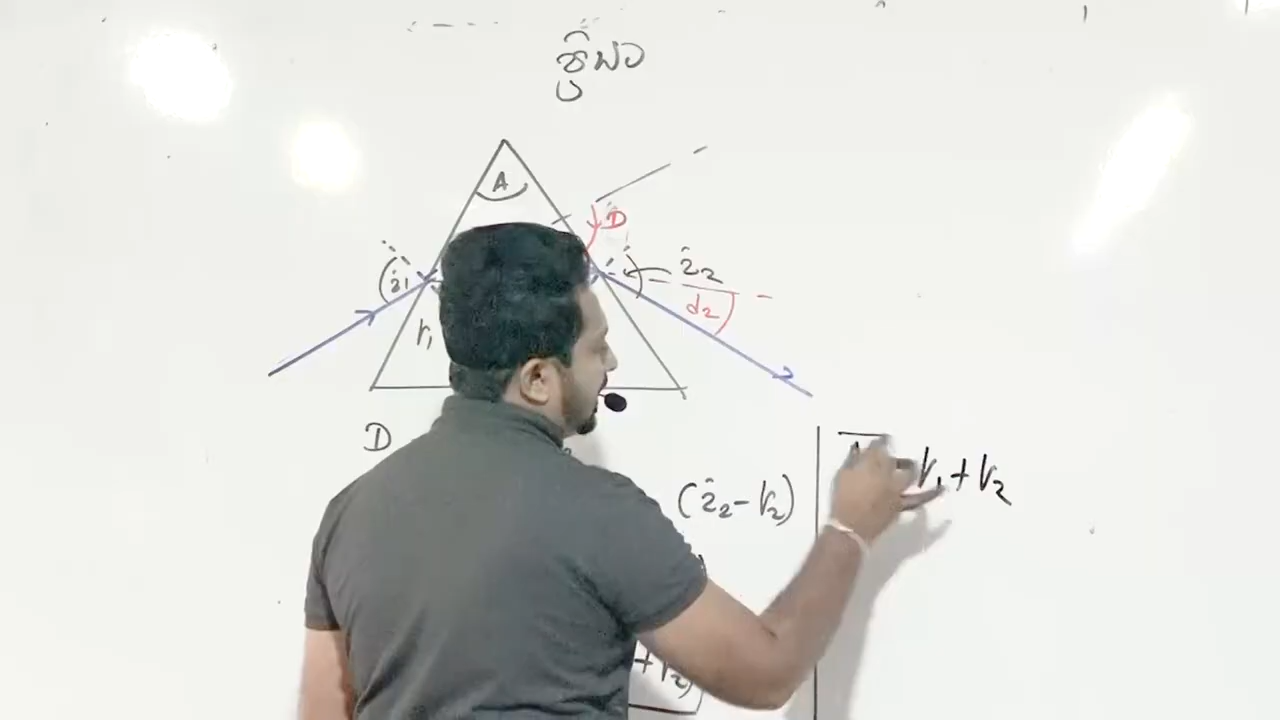 A
D
i₁
i₂
d₂
r₁
D
(i₂ - r₂)
r₁ + r₂
+ r₂)